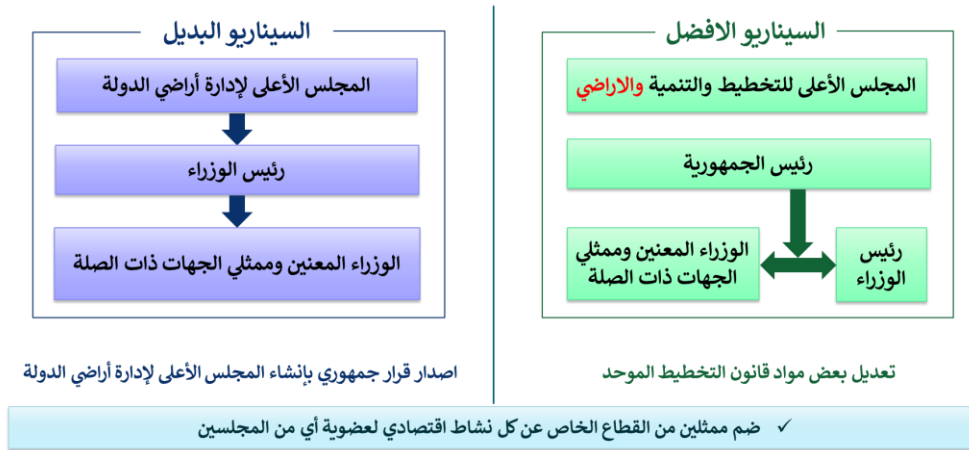 السيناريو الافضل
المجلس الأعلى للتخطيط والتنمية والاراضي
رئيس الجمهورية
رئيس
الوزراء
الوزراء المعنين وممثلي
الجهات ذات الصلة
تعديل بعض مواد قانون التخطيط الموحد
السيناريو البديل
المجلس الأعلى لإدارة أراضي الدولة
رئيس الوزراء
الوزراء المعنين وممثلي الجهات ذات الصلة
اصدار قرار جمهوري بإنشاء المجلس الأعلى لإدارة أراضي الدولة
✓ ضم ممثلين من القطاع الخاص عن كل نشاط اقتصادي لعضوية أي من المجلسين